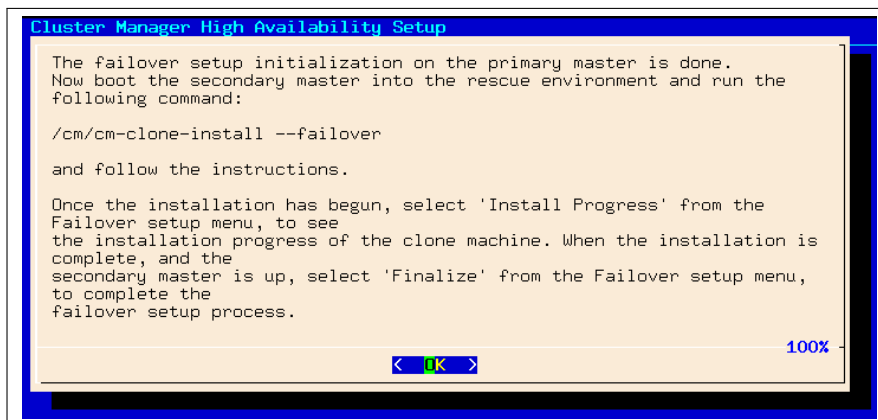 Cluster Manager High Availability Setup
The failover setup initialization on the primary master is done.
Now boot the secondary master into the rescue environment and run the
following command:
/cm/cm-clone-install --failover
and follow the instructions.
Once the installation has begun, select 'Install Progress' from the
Failover setup menu, to see
the installation progress of the clone machine. When the installation is
complete, and the
secondary master is up, select 'Finalize' from the Failover setup menu,
to complete the
failover setup process.
100%
< OK >